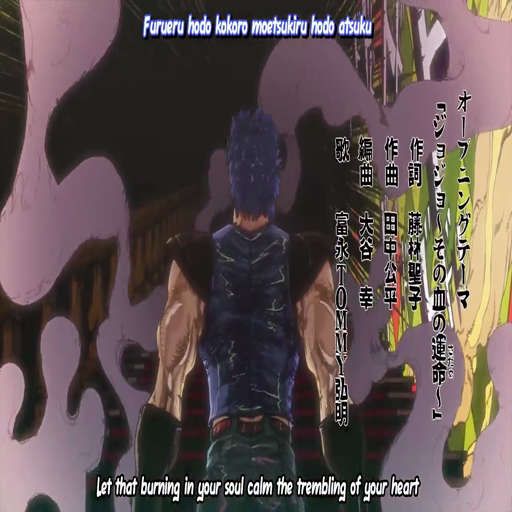 Furueru hodo kokoro moetsukiru hodo atsuku
オープニングテーマ
『ジョジョ〜その血の運命〜』
さだめ
作詞 藤林聖子
作曲 田中公平
編曲 大谷 幸
歌 富永TOMMY弘明
Let that burning in your soul calm the trembling of your heart